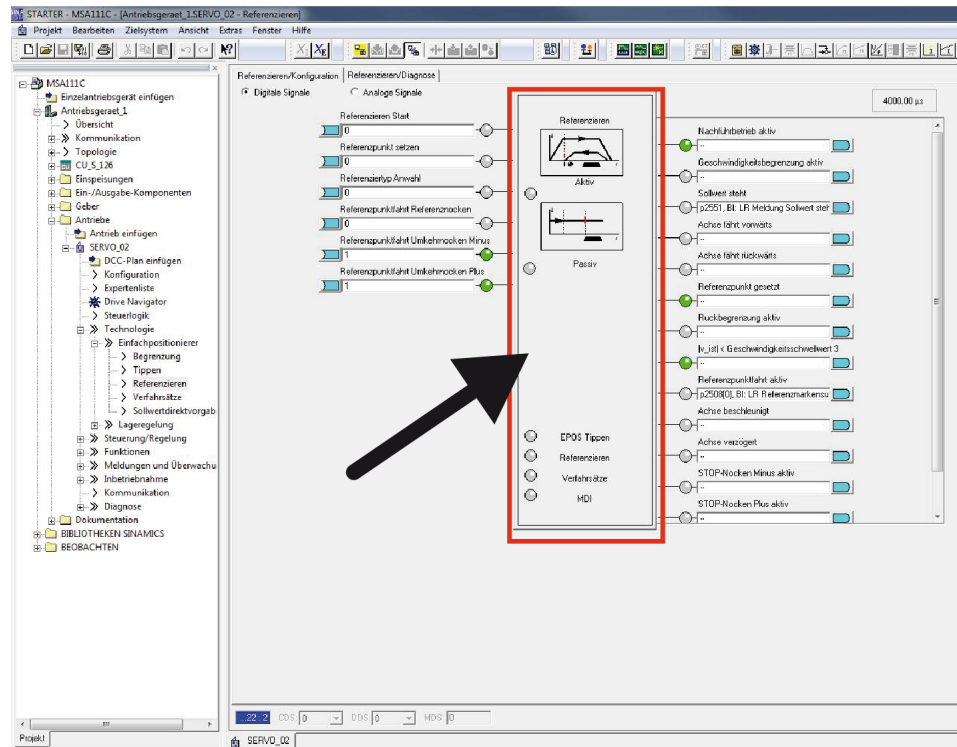 STARTER - MSA111C - [Antriebsgeraet_1.SERVO_02 - Referenzieren]
Projekt Bearbeiten Zielsystem Ansicht Extras Fenster Hilfe
MSA111C
Einzelantriebsgerät einfügen
Antriebsgeraet_1
Übersicht
Kommunikation
Topologie
CU_S_126
Einspeisungen
Ein-/Ausgabe-Komponenten
Geber
Antriebe
Antrieb einfügen
SERVO_02
DCC-Plan einfügen
Konfiguration
Expertenliste
Drive Navigator
Steuerlogik
Technologie
Einfachpositionierer
Begrenzung
Tippen
Referenzieren
Verfahrsätze
Sollwertdirektvorgab
Lageregelung
Steuerung/Regelung
Funktionen
Meldungen und Überwachu
Inbetriebnahme
Kommunikation
Diagnose
Dokumentation
BIBLIOTHEKEN SINAMICS
BEOBACHTEN
Projekt
Referenzieren/Konfiguration Referenzieren/Diagnose
Digitale Signale Analoge Signale
4000.00 µs
Referenzieren Start
0
Referenzpunkt setzen
0
Referenziertyp Anwahl
0
Referenzpunktfahrt Referenznocken
0
Referenzpunktfahrt Umkehrnocken Minus
1
Referenzpunktfahrt Umkehrnocken Plus
1
Referenzieren
Aktiv
Passiv
EPOS Tippen
Referenzieren
Verfahrsätze
MDI
Nachführbetrieb aktiv
--
Geschwindigkeitsbegrenzung aktiv
--
Sollwert steht
p2551, BI: LR Meldung Sollwert steh
Achse fährt vorwärts
--
Achse fährt rückwärts
--
Referenzpunkt gesetzt
--
Ruckbegrenzung aktiv
--
|v_ist| < Geschwindigkeitsschwellwert 3
--
Referenzpunktfahrt aktiv
p2508[0], BI: LR Referenzmarkensu
Achse beschleunigt
--
Achse verzögert
--
STOP-Nocken Minus aktiv
--
STOP-Nocken Plus aktiv
--
CDS: 0 DDS: 0 MDS: 0
SERVO_02